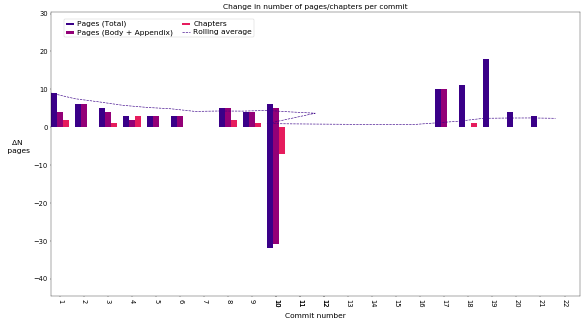 Change in number of pages/chapters per commit
Pages (Total)
Pages (Body + Appendix)
Chapters
Rolling average
30
20
10
0
−10
−20
−30
−40
ΔN
pages
1 2 3 4 5 6 7 8 9 10 11 12 13 14 15 16 17 18 19 20 21 22
Commit number